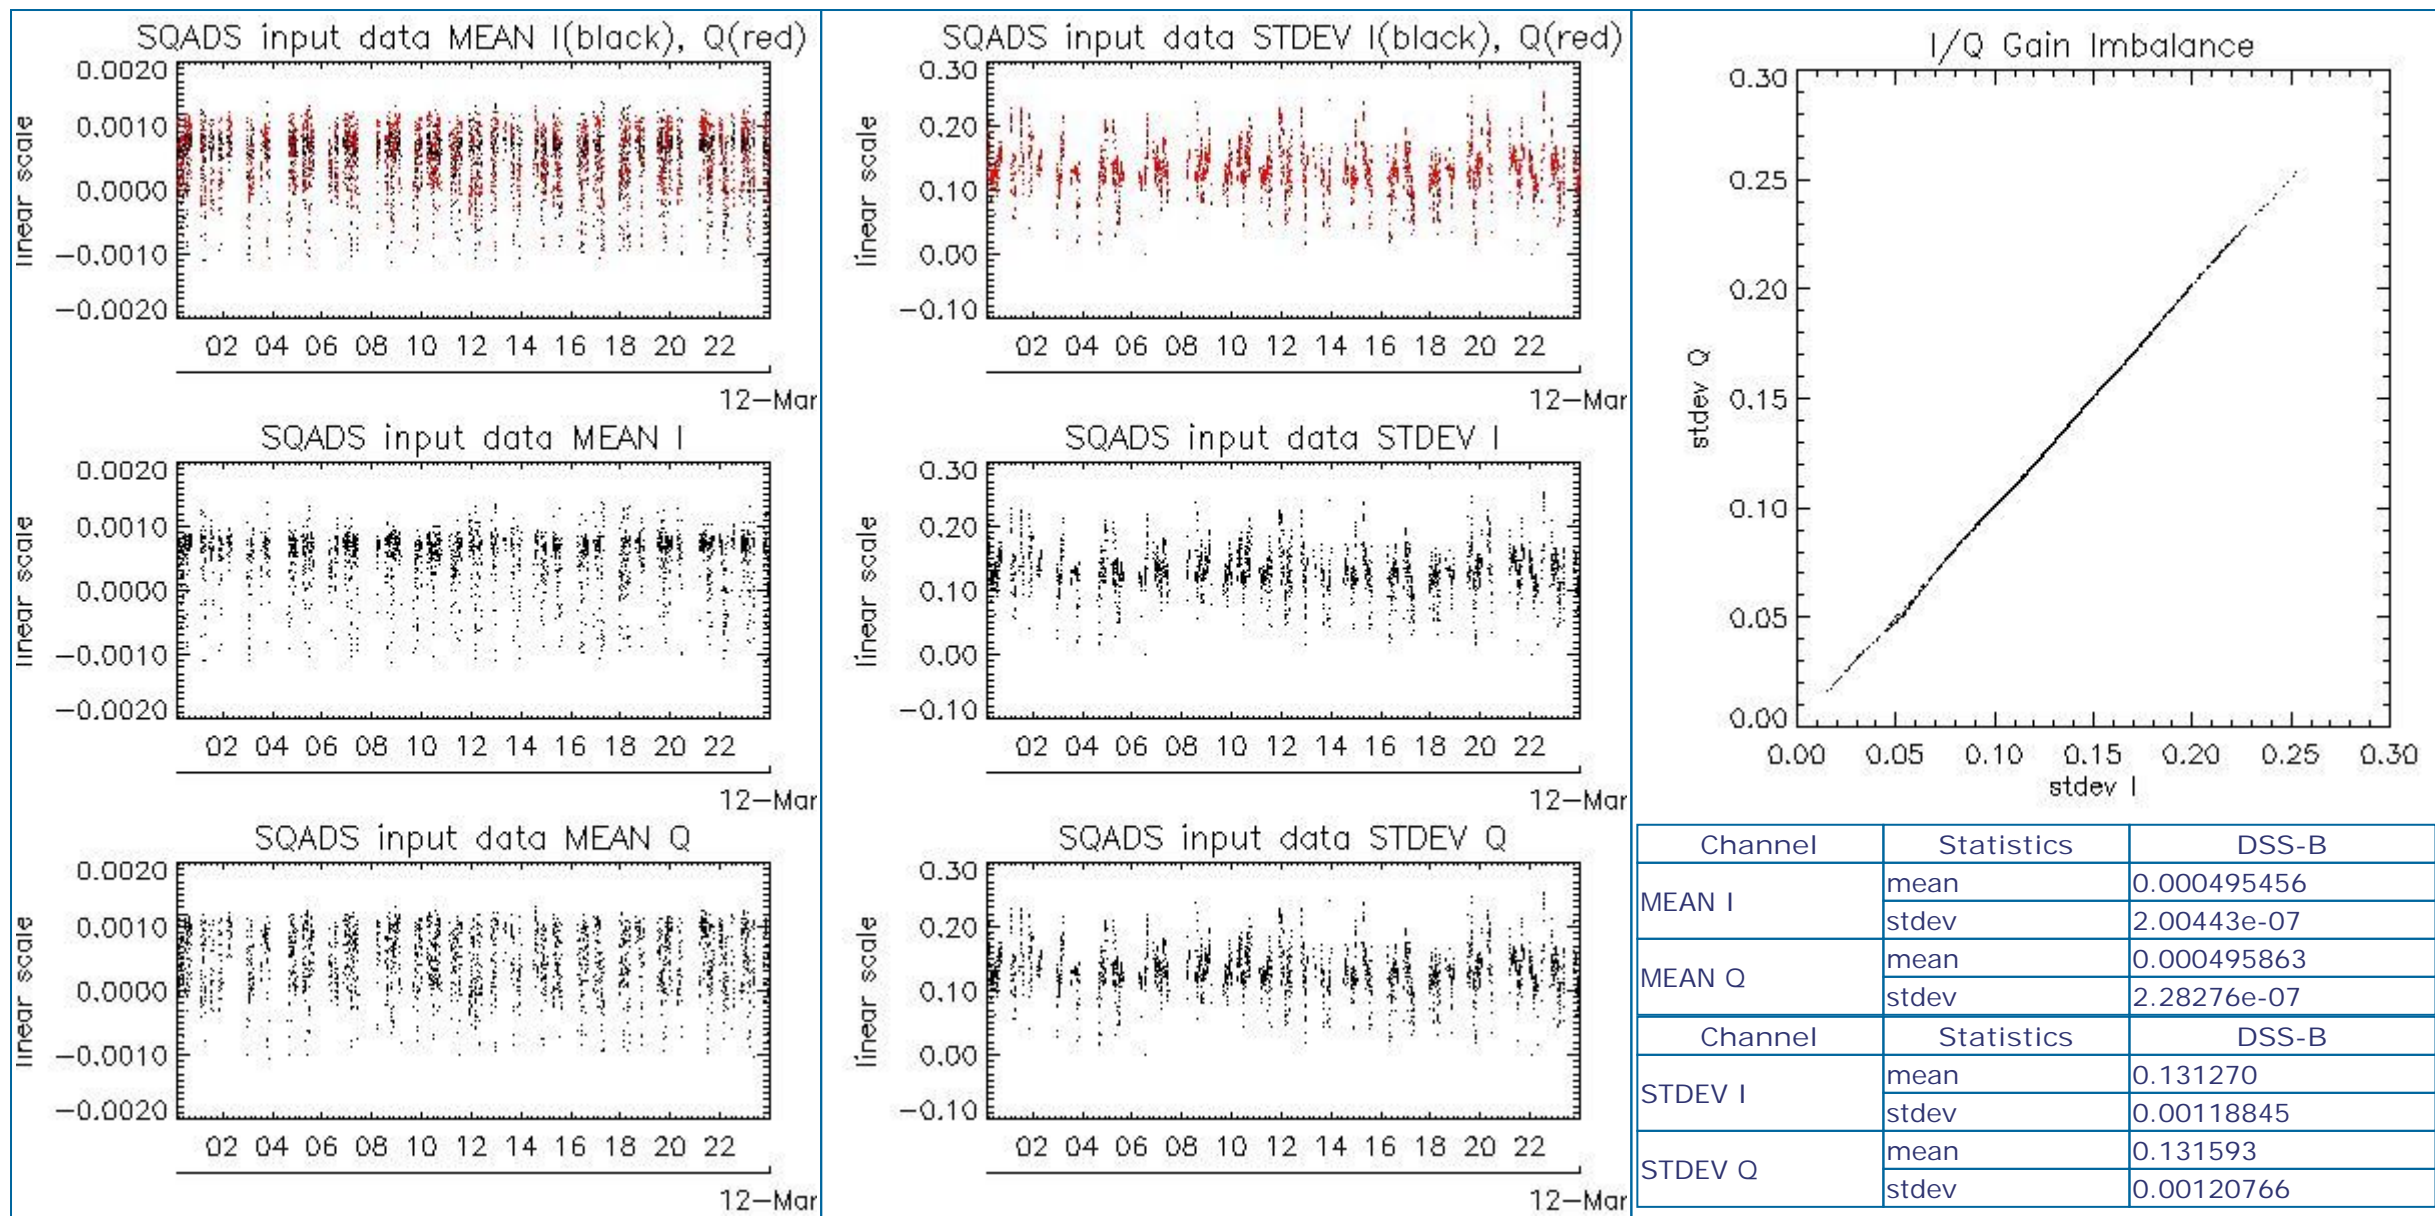 SQADS input data MEAN I(black), Q(red)
linear scale
0.0020
0.0010
0.0000
−0.0010
−0.0020
02 04 06 08 10 12 14 16 18 20 22
12−Mar
SQADS input data MEAN I
linear scale
0.0020
0.0010
0.0000
−0.0010
−0.0020
02 04 06 08 10 12 14 16 18 20 22
12−Mar
SQADS input data MEAN Q
linear scale
0.0020
0.0010
0.0000
−0.0010
−0.0020
02 04 06 08 10 12 14 16 18 20 22
12−Mar
SQADS input data STDEV I(black), Q(red)
linear scale
0.30
0.20
0.10
0.00
−0.10
02 04 06 08 10 12 14 16 18 20 22
12−Mar
SQADS input data STDEV I
linear scale
0.30
0.20
0.10
0.00
−0.10
02 04 06 08 10 12 14 16 18 20 22
12−Mar
SQADS input data STDEV Q
linear scale
0.30
0.20
0.10
0.00
−0.10
02 04 06 08 10 12 14 16 18 20 22
12−Mar
I/Q Gain Imbalance
stdev Q
0.30
0.25
0.20
0.15
0.10
0.05
0.00
0.00 0.05 0.10 0.15 0.20 0.25 0.30
stdev I
Channel Statistics DSS-B
MEAN I
mean 0.000495456
stdev 2.00443e-07
MEAN Q
mean 0.000495863
stdev 2.28276e-07
Channel Statistics DSS-B
STDEV I
mean 0.131270
stdev 0.00118845
STDEV Q
mean 0.131593
stdev 0.00120766